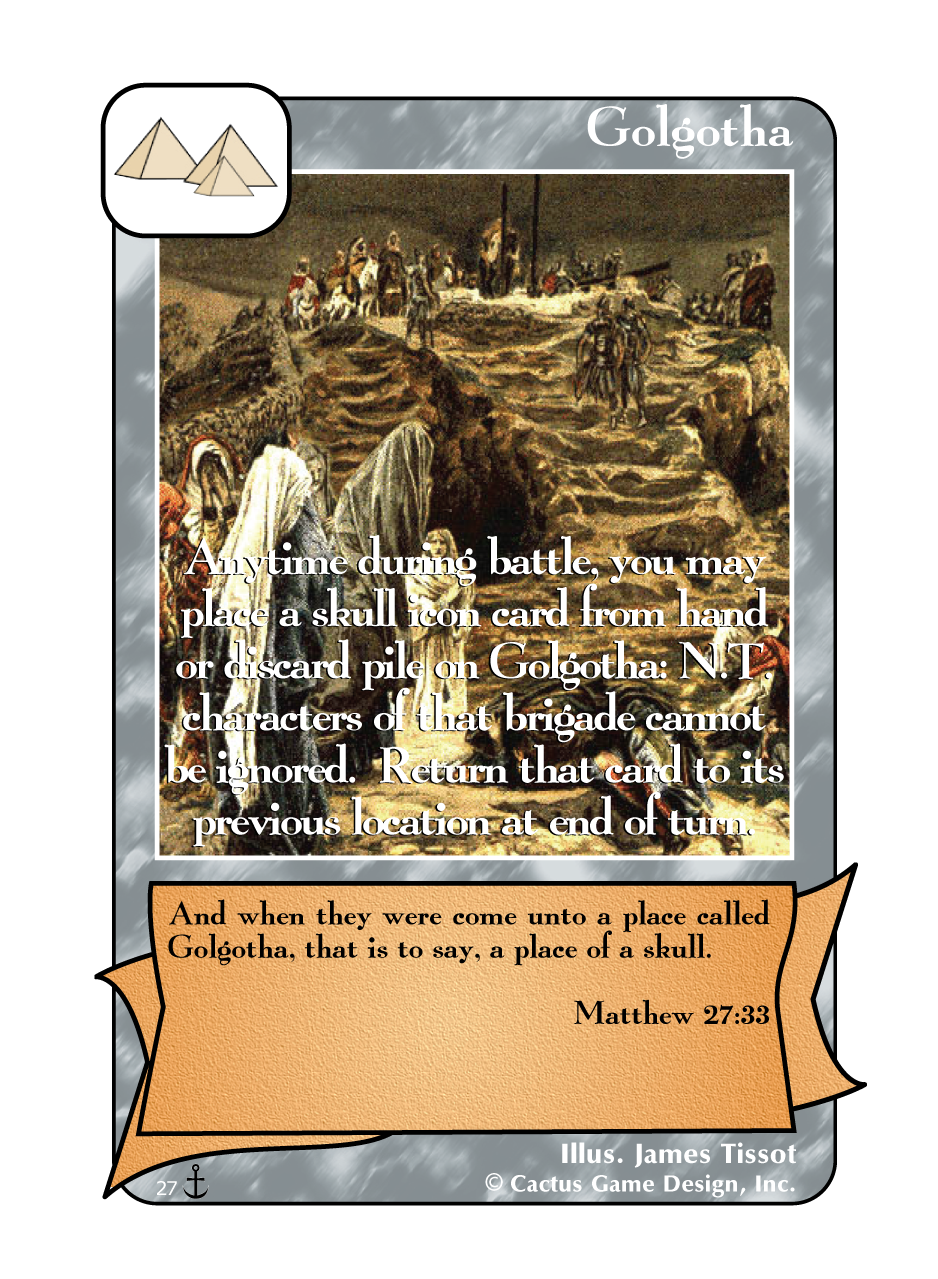 Golgotha
Anytime during battle, you may
place a skull icon card from hand
or discard pile on Golgotha: N.T.
characters of that brigade cannot
be ignored. Return that card to its
previous location at end of turn.
And when they were come unto a place called
Golgotha, that is to say, a place of a skull.
Matthew 27:33
Illus. James Tissot
27
© Cactus Game Design, Inc.